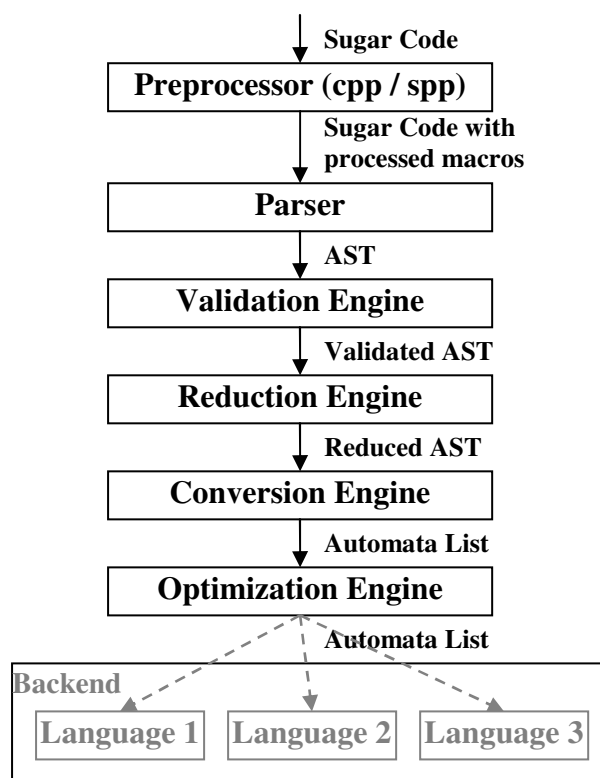 Sugar Code
Preprocessor (cpp / spp)
Sugar Code with
processed macros
Parser
AST
Validation Engine
Validated AST
Reduction Engine
Reduced AST
Conversion Engine
Automata List
Optimization Engine
Automata List
Backend
Language 1 Language 2 Language 3